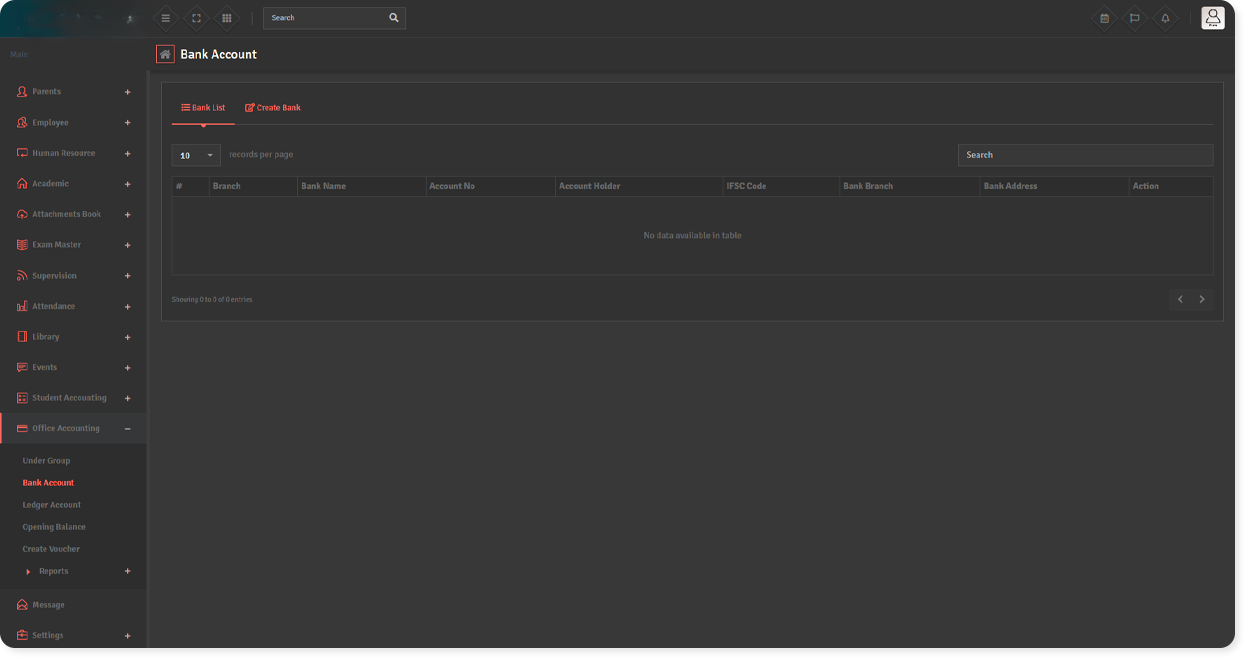 Search
Main
Bank Account
Parents
Employee
Human Resource
Academic
Attachments Book
Exam Master
Supervision
Attendance
Library
Events
Student Accounting
Office Accounting
Under Group
Bank Account
Ledger Account
Opening Balance
Create Voucher
Reports
Message
Settings
Bank List Create Bank
10 records per page Search
# Branch Bank Name Account No Account Holder IFSC Code Bank Branch Bank Address Action
No data available in table
Showing 0 to 0 of 0 entries